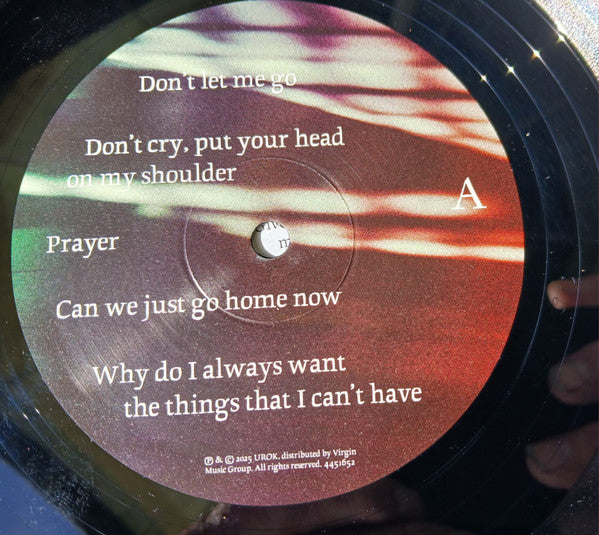 Don't let me go
Don't cry, put your head
on my shoulder
A
Prayer
Can we just go home now
Why do I always want
the things that I can't have
℗ & © 2025 UROK, distributed by Virgin
Music Group. All rights reserved. 4451652